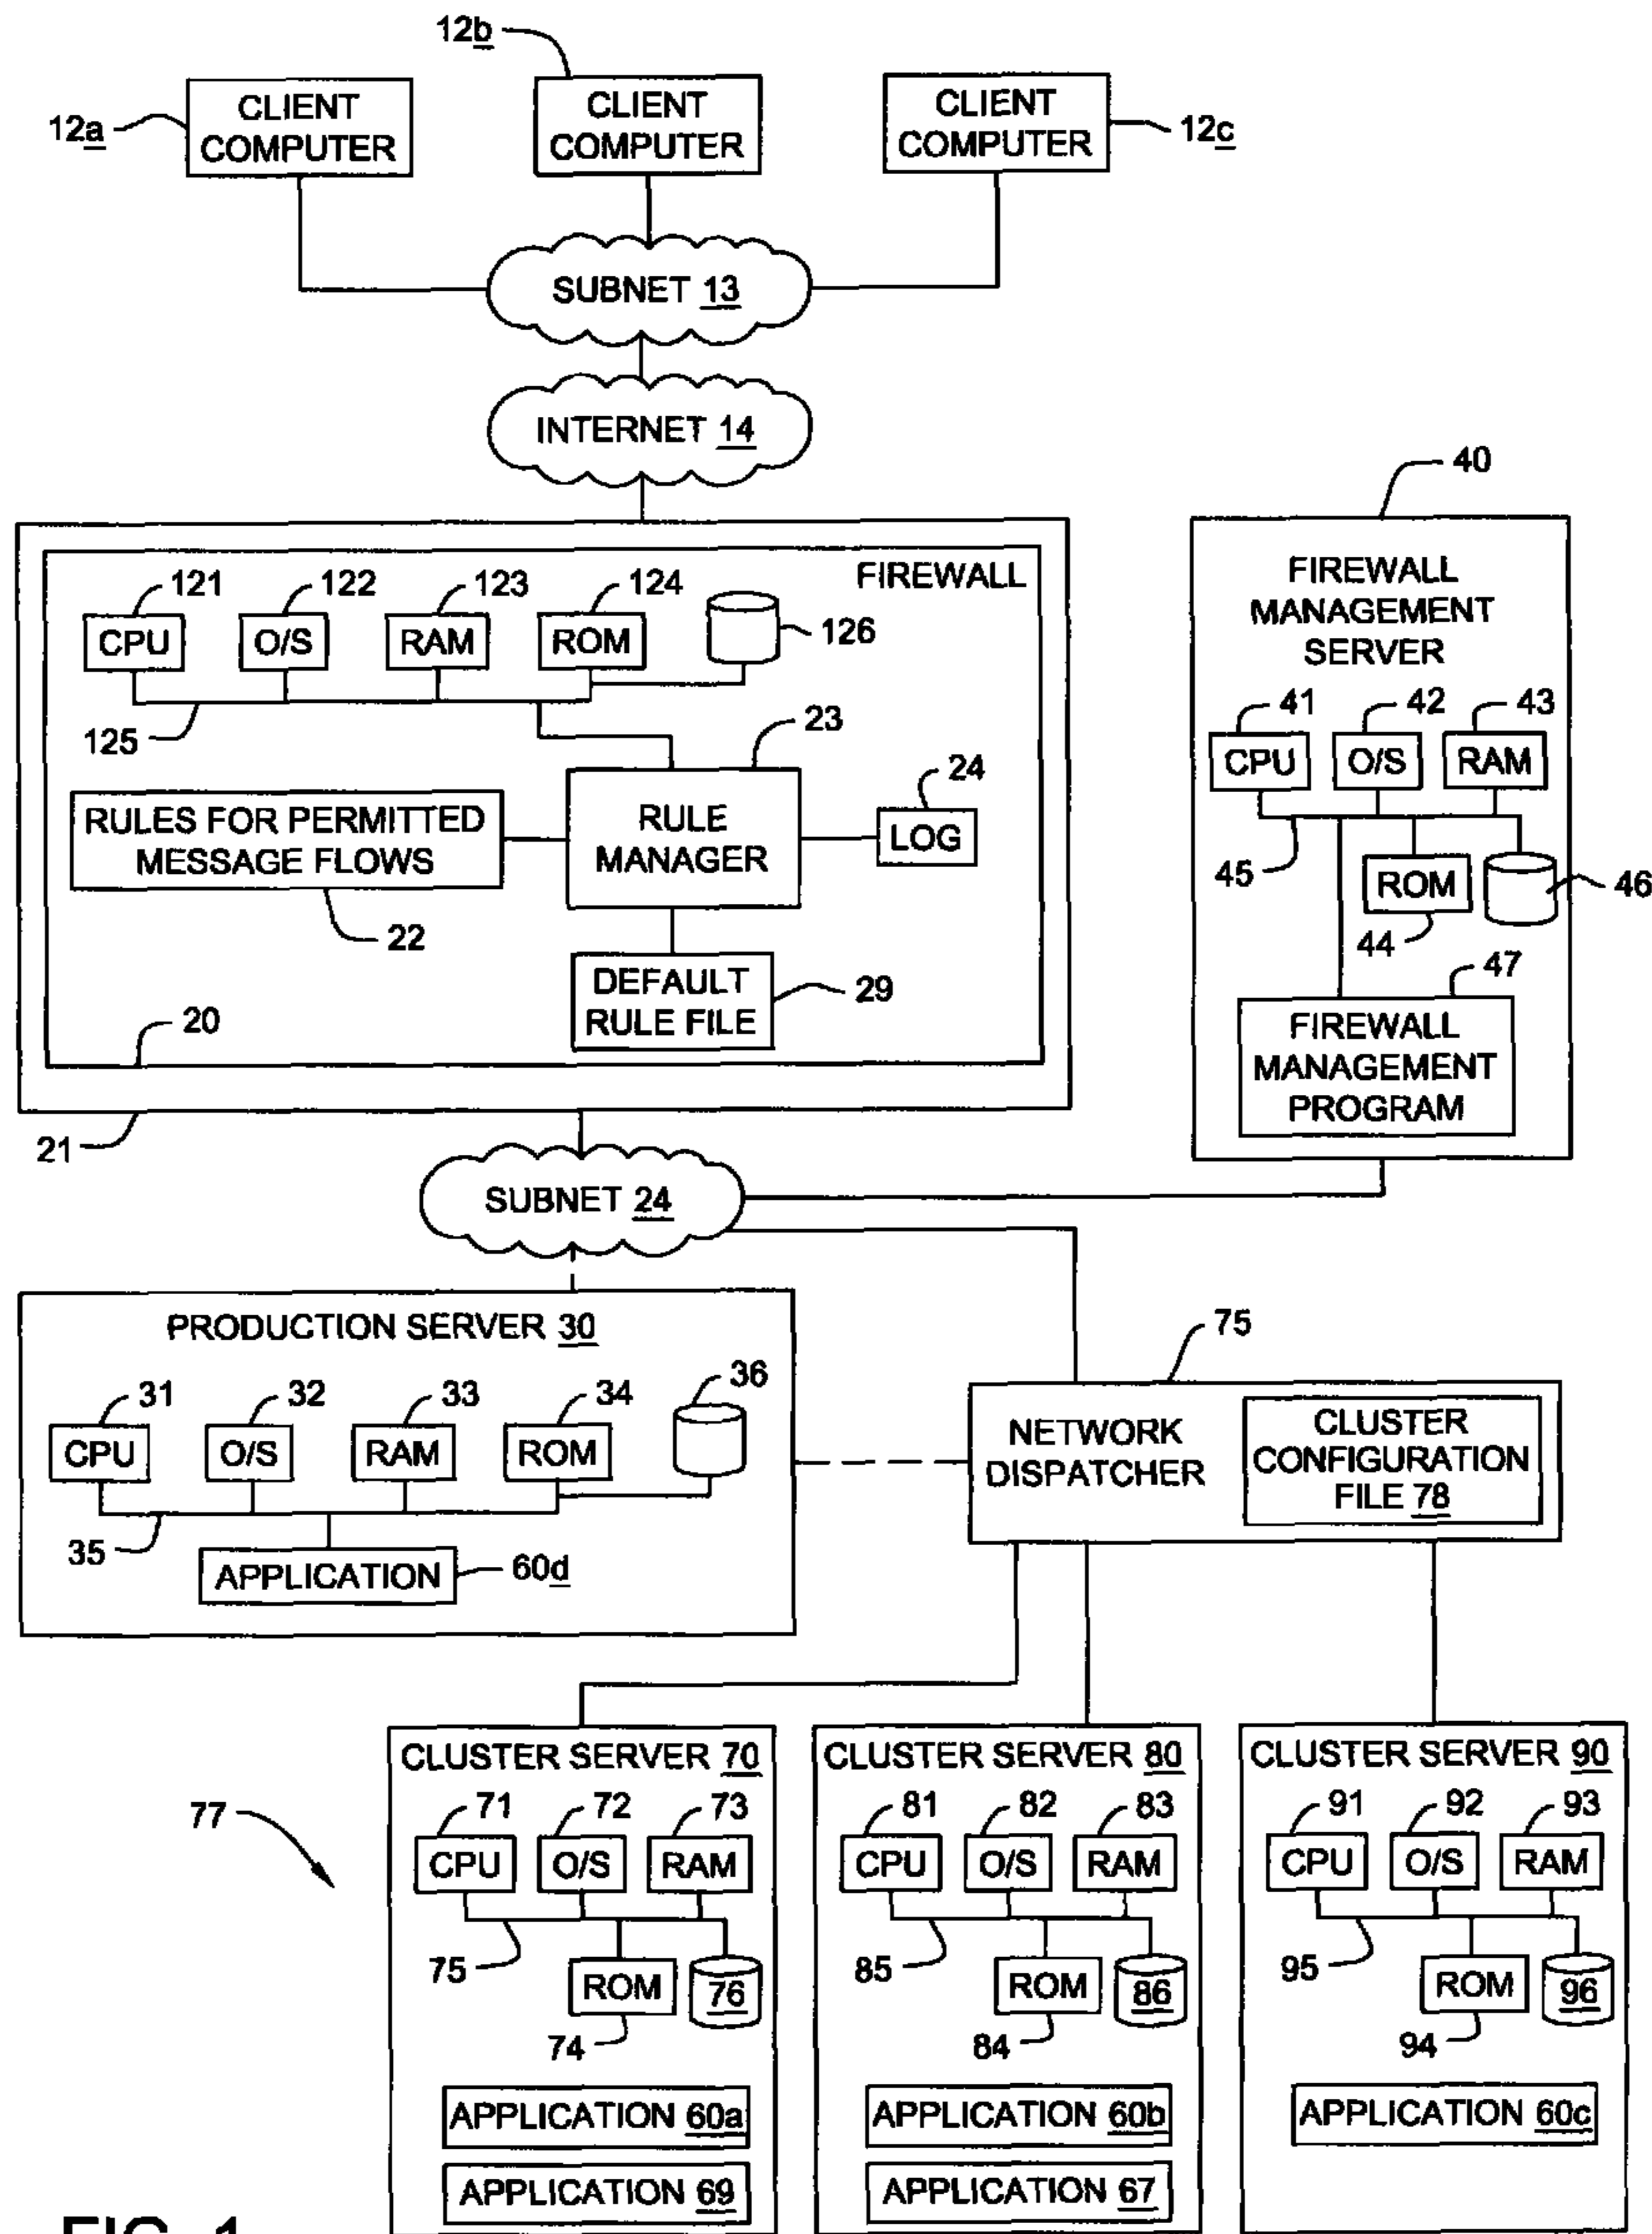 12b
12a
CLIENT
COMPUTER
CLIENT
COMPUTER
CLIENT
COMPUTER
12c
SUBNET 13
INTERNET 14
FIREWALL
121
122
123
124
CPU
O/S
RAM
ROM
126
125
23
RULES FOR PERMITTED
MESSAGE FLOWS
RULE
MANAGER
24
LOG
22
DEFAULT
RULE FILE
29
20
21
40
FIREWALL
MANAGEMENT
SERVER
41
42
43
CPU
O/S
RAM
45
ROM
46
44
47
FIREWALL
MANAGEMENT
PROGRAM
SUBNET 24
PRODUCTION SERVER 30
31
32
33
34
36
CPU
O/S
RAM
ROM
35
APPLICATION
60d
75
NETWORK
DISPATCHER
CLUSTER
CONFIGURATION
FILE 78
77
CLUSTER SERVER 70
71
72
73
CPU
O/S
RAM
75
ROM
76
74
APPLICATION 60a
APPLICATION 69
CLUSTER SERVER 80
81
82
83
CPU
O/S
RAM
85
ROM
86
84
APPLICATION 60b
APPLICATION 67
CLUSTER SERVER 90
91
92
93
CPU
O/S
RAM
95
ROM
96
94
APPLICATION 60c
FIG. 1